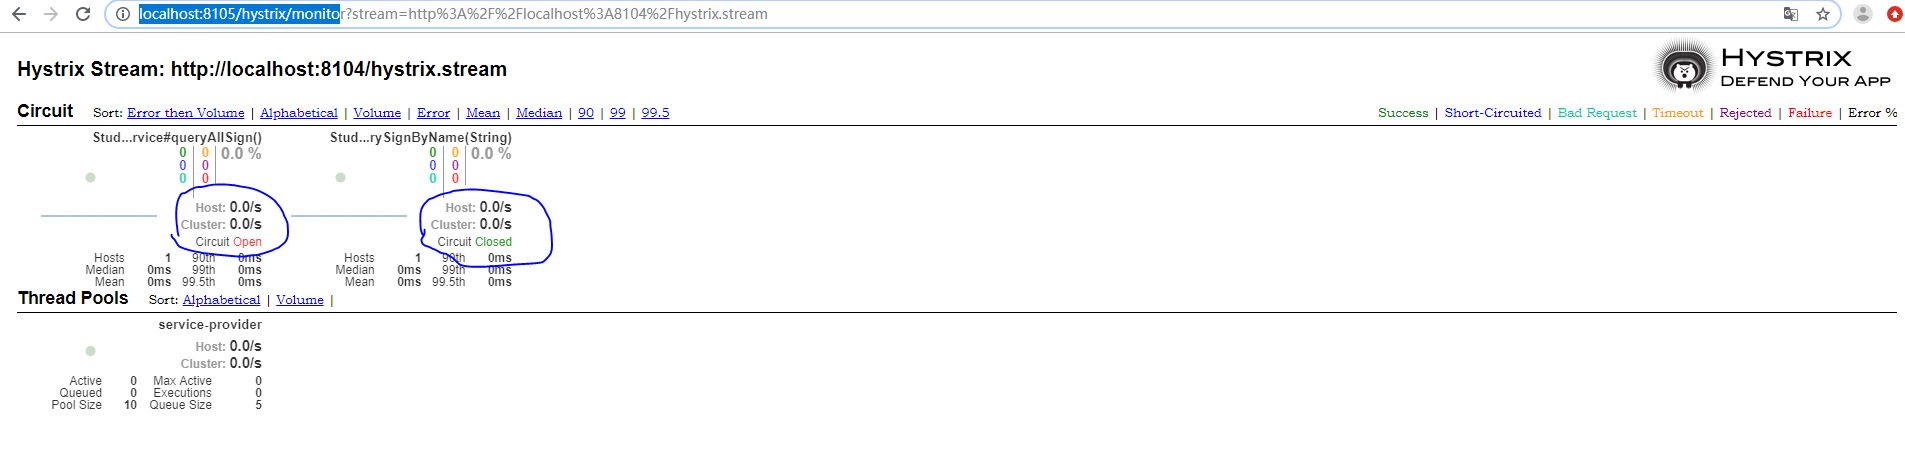 localhost:8105/hystrix/monitor?stream=http%3A%2F%2Flocalhost%3A8104%2Fhystrix.stream
Hystrix Stream: http://localhost:8104/hystrix.stream
HYSTRIX
DEFEND YOUR APP
Circuit Sort: Error then Volume | Alphabetical | Volume | Error | Mean | Median | 90 | 99 | 99.5
Success | Short-Circuited | Bad Request | Timeout | Rejected | Failure | Error %
Stud...rvice#queryAllSign()
0 0 0.0 %
0 0
0 0
Host: 0.0/s
Cluster: 0.0/s
Circuit Open
Hosts 1 90th 0ms
Median 0ms 99th 0ms
Mean 0ms 99.5th 0ms
Stud...rySignByName(String)
0 0 0.0 %
0 0
0 0
Host: 0.0/s
Cluster: 0.0/s
Circuit Closed
Hosts 1 90th 0ms
Median 0ms 99th 0ms
Mean 0ms 99.5th 0ms
Thread Pools Sort: Alphabetical | Volume |
service-provider
Host: 0.0/s
Cluster: 0.0/s
Active 0 Max Active 0
Queued 0 Executions 0
Pool Size 10 Queue Size 5